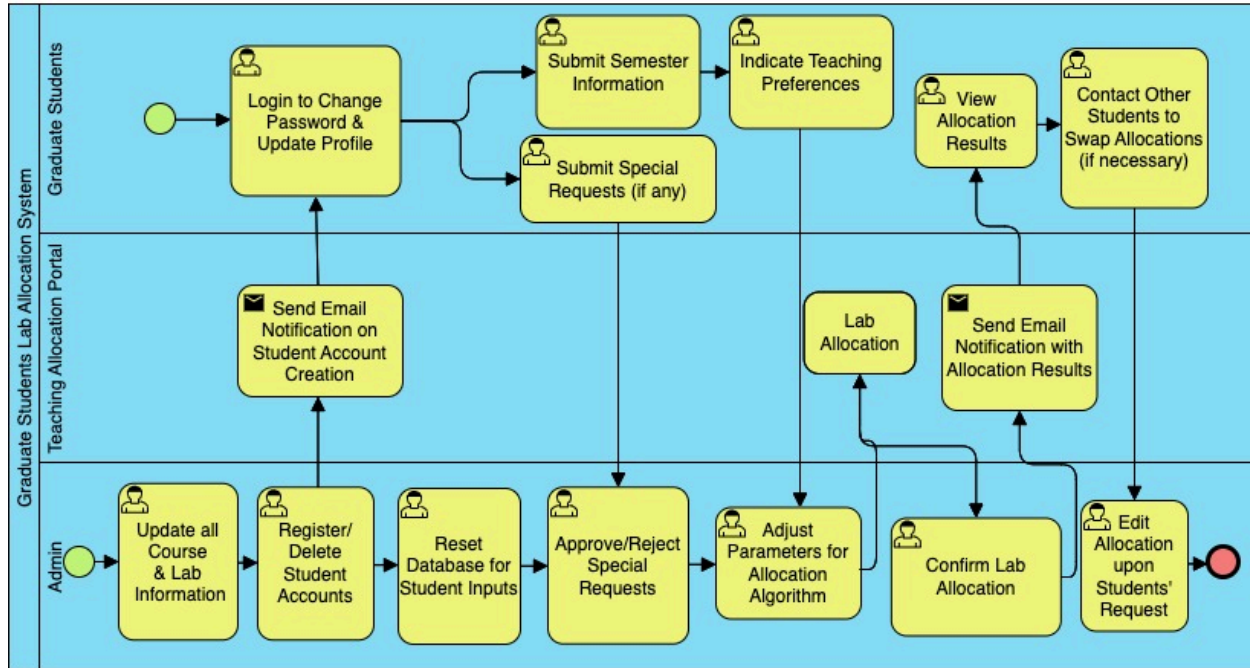 Graduate Students Lab Allocation System
Graduate Students
Login to Change
Password &
Update Profile
Submit Semester
Information
Indicate Teaching
Preferences
Submit Special
Requests (if any)
View
Allocation
Results
Contact Other
Students to
Swap Allocations
(if necessary)
Teaching Allocation Portal
Send Email
Notification on
Student Account
Creation
Lab
Allocation
Send Email
Notification with
Allocation Results
Admin
Update all
Course
& Lab
Information
Register/
Delete
Student
Accounts
Reset
Database for
Student Inputs
Approve/Reject
Special
Requests
Adjust
Parameters for
Allocation
Algorithm
Confirm Lab
Allocation
Edit
Allocation
upon
Students'
Request